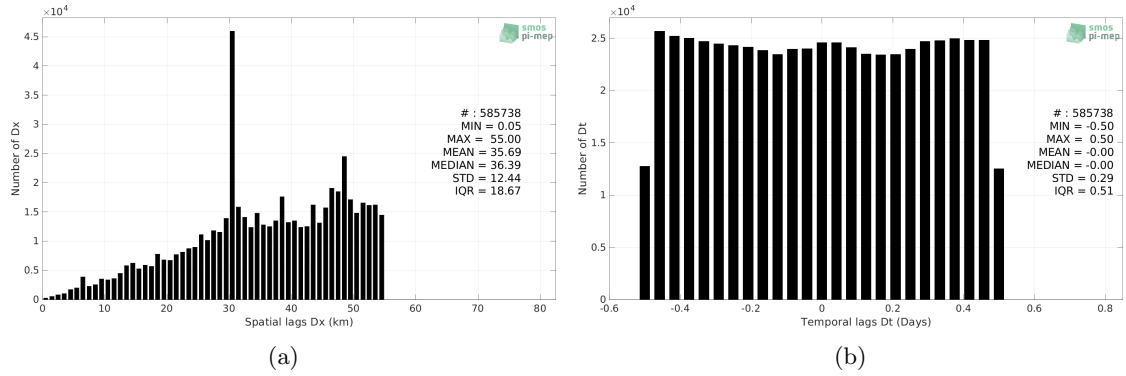 ×10⁴
4.5
4
3.5
3
2.5
2
1.5
1
0.5
0
0 10 20 30 40 50 60 70 80
Number of Dx
Spatial lags Dx (km)
smos
pi-mep
# : 585738
MIN = 0.05
MAX = 55.00
MEAN = 35.69
MEDIAN = 36.39
STD = 12.44
IQR = 18.67
(a)
×10⁴
2.5
2
1.5
1
0.5
0
-0.6 -0.4 -0.2 0 0.2 0.4 0.6 0.8
Number of Dt
Temporal lags Dt (Days)
smos
pi-mep
# : 585738
MIN = -0.50
MAX = 0.50
MEAN = -0.00
MEDIAN = -0.00
STD = 0.29
IQR = 0.51
(b)